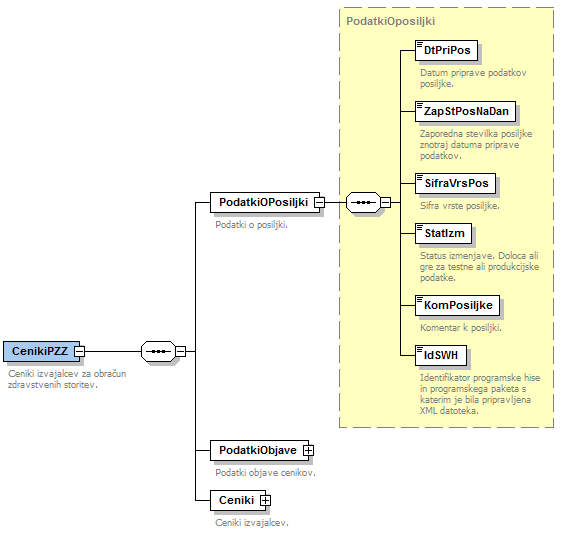 PodatkiOposiljki
DtPriPos
Datum priprave podatkov
posiljke.
ZapStPosNaDan
Zaporedna stevilka posiljke
znotraj datuma priprave
podatkov.
SifraVrsPos
Sifra vrste posiljke.
PodatkiOPosiljki
Podatki o posiljki.
StatIzm
Status izmenjave. Doloca ali
gre za testne ali produkcijske
podatke.
KomPosiljke
Komentar k posiljki.
IdSWH
Identifikator programske hise
in programskega paketa s
katerim je bila pripravljena
XML datoteka.
CenikiPZZ
Ceniki izvajalcev za obračun
zdravstvenih storitev.
PodatkiObjave
Podatki objave cenikov.
Ceniki
Ceniki izvajalcev.